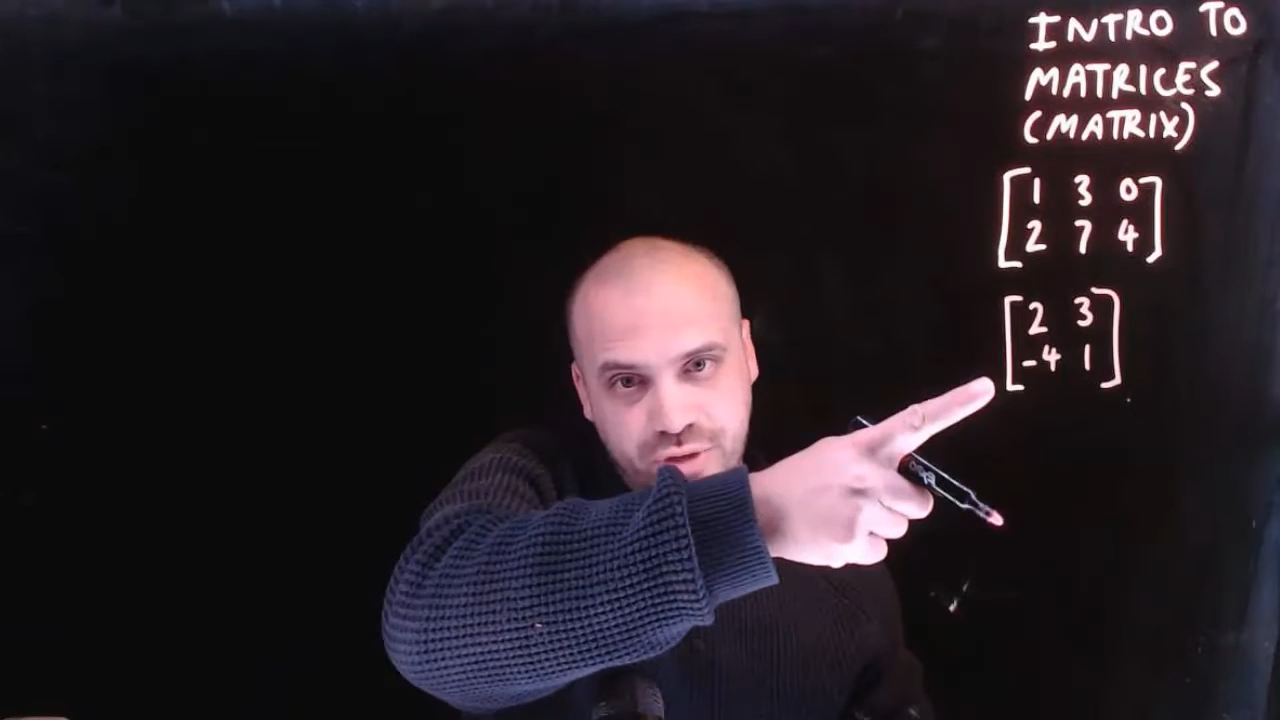 INTRO TO
MATRICES
(MATRIX)
[1 3 0
2 7 4]
[2 3
-4 1]